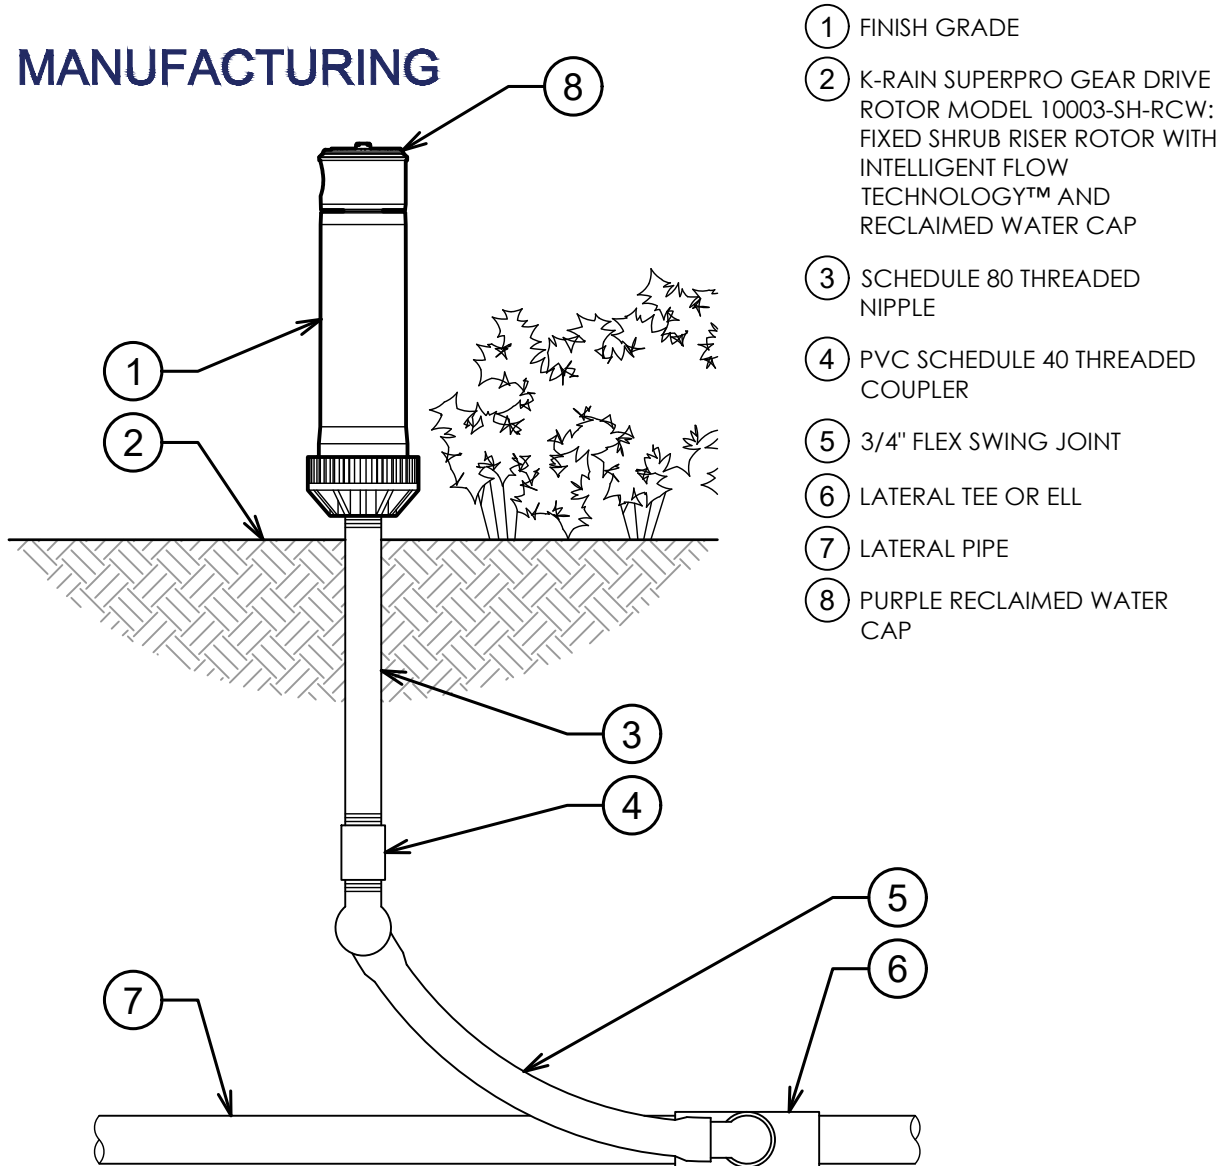 MANUFACTURING
8
1
2
3
4
5
6
7
1 FINISH GRADE
2 K-RAIN SUPERPRO GEAR DRIVE
ROTOR MODEL 10003-SH-RCW:
FIXED SHRUB RISER ROTOR WITH
INTELLIGENT FLOW
TECHNOLOGY™ AND
RECLAIMED WATER CAP
3 SCHEDULE 80 THREADED
NIPPLE
4 PVC SCHEDULE 40 THREADED
COUPLER
5 3/4" FLEX SWING JOINT
6 LATERAL TEE OR ELL
7 LATERAL PIPE
8 PURPLE RECLAIMED WATER
CAP